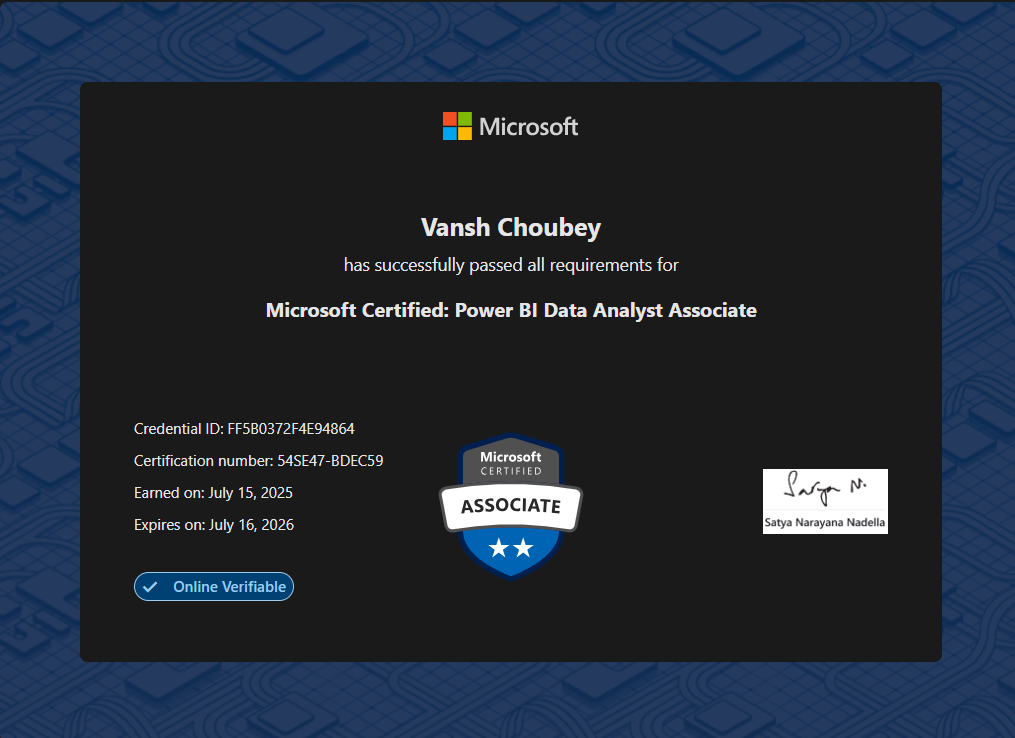 Microsoft
Vansh Choubey
has successfully passed all requirements for
Microsoft Certified: Power BI Data Analyst Associate
Credential ID: FF5B0372F4E94864
Certification number: 54SE47-BDEC59
Earned on: July 15, 2025
Expires on: July 16, 2026
Online Verifiable
Microsoft
CERTIFIED
ASSOCIATE
Satya N.
Satya Narayana Nadella